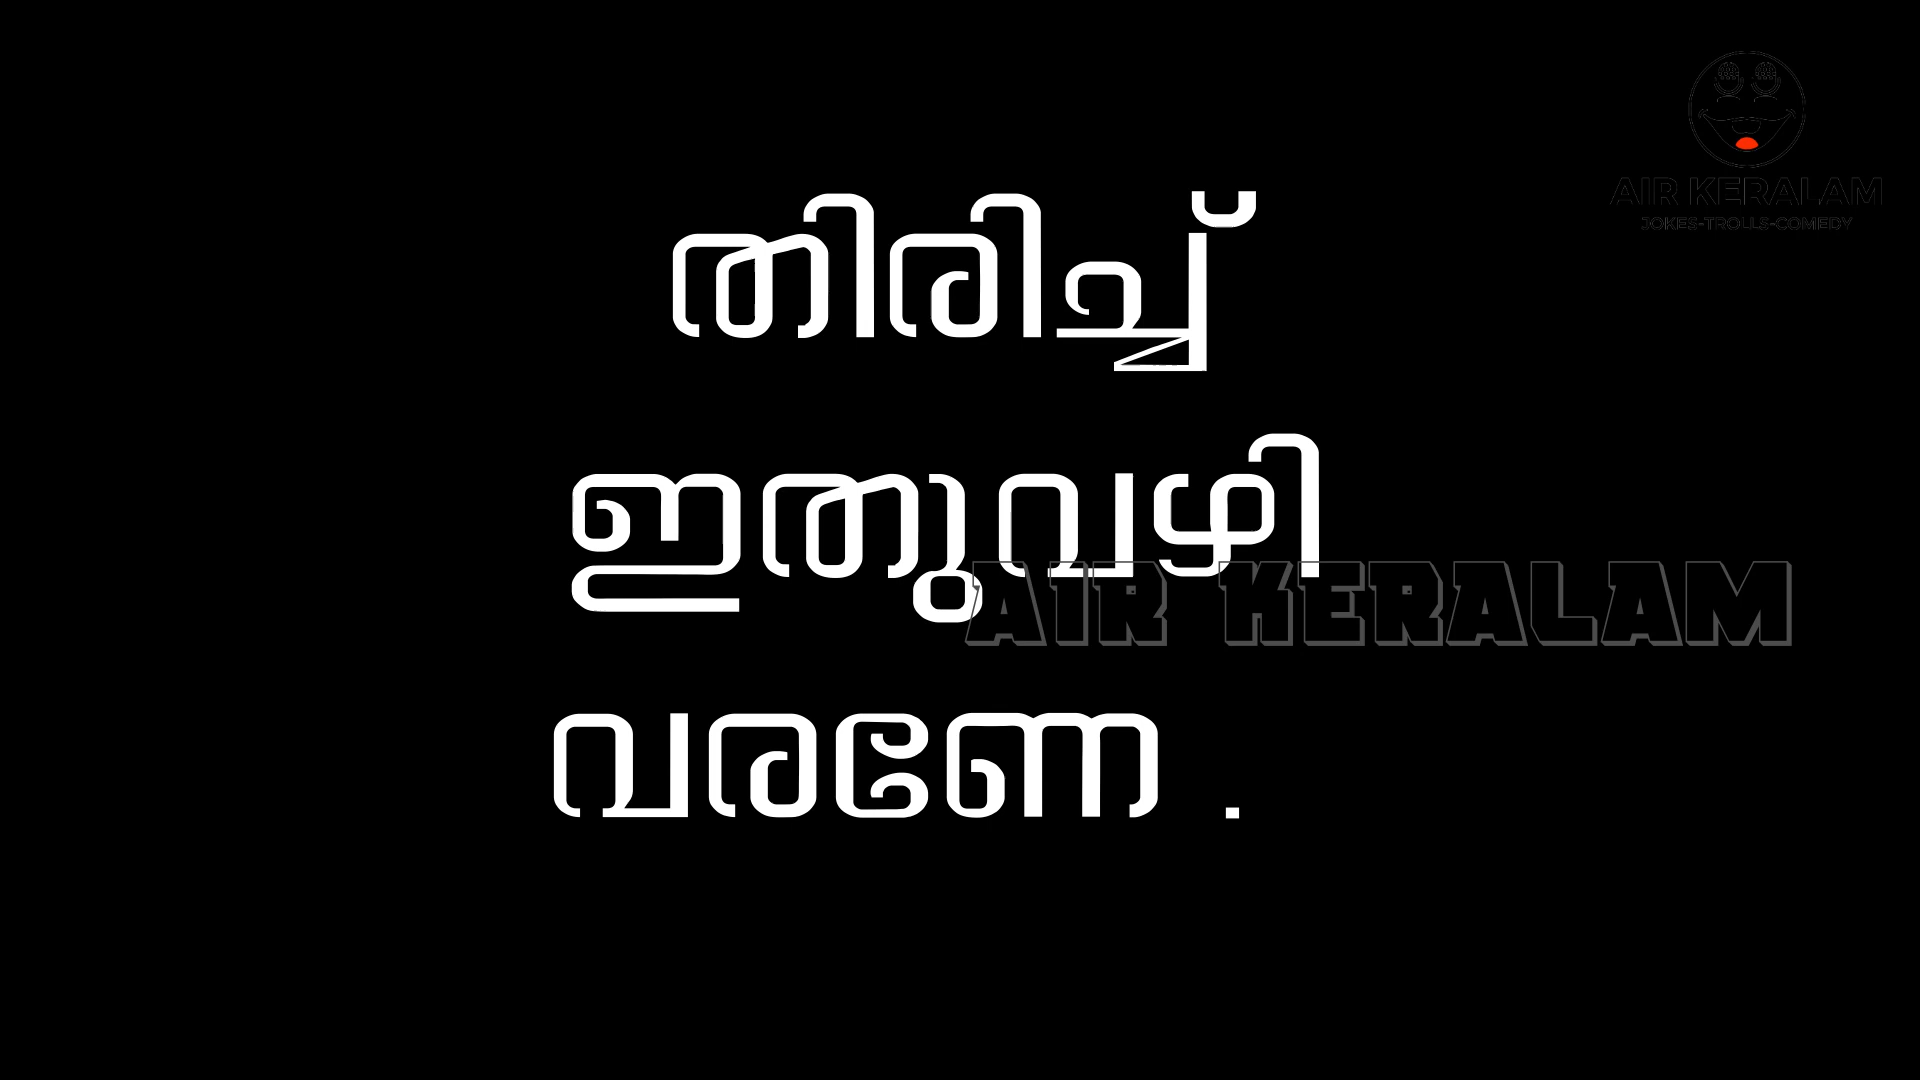 AIR KERALAM
JOKES-TROLLS-COMEDY
തിരിച്ച്
ഇതുവഴി
AIR KERALAM
വരണേ .